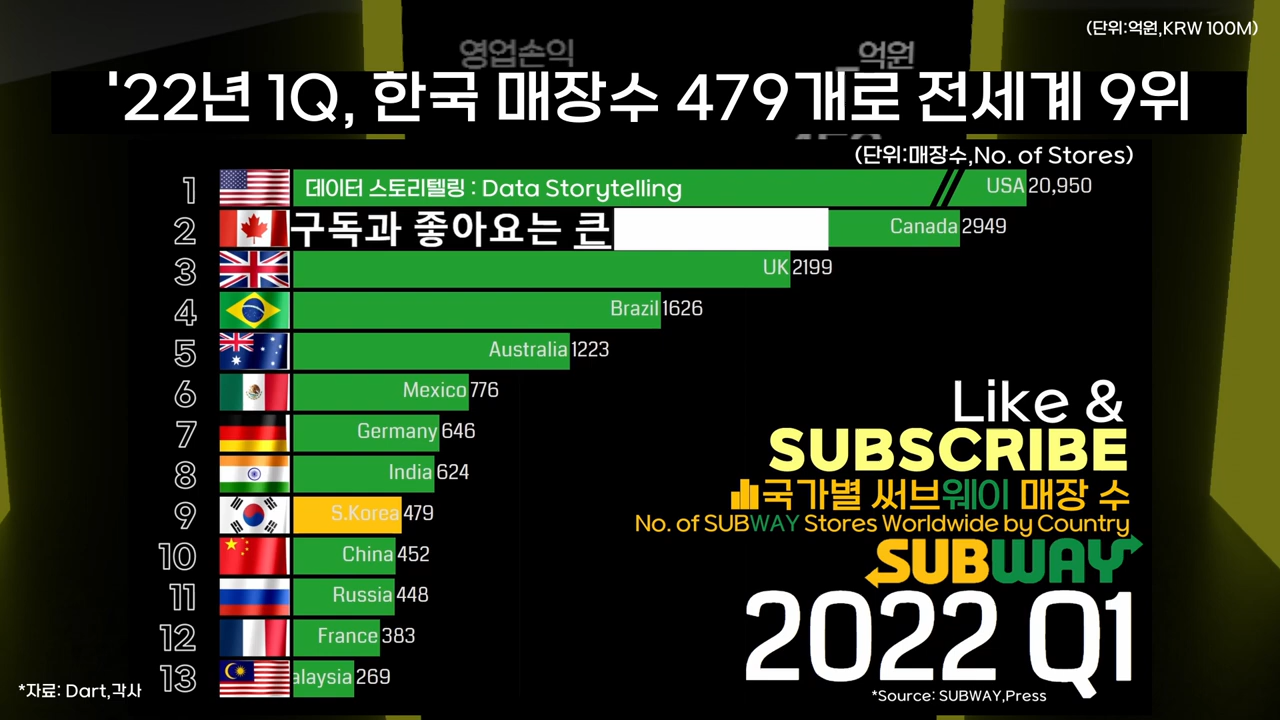 (단위:억원,KRW 100M)
영업손익
억원
'22년 1Q, 한국 매장수 479개로 전세계 9위
(단위:매장수,No. of Stores)
1 데이터 스토리텔링 : Data Storytelling USA 20,950
2 구독과 좋아요는 큰 Canada 2949
3 UK 2199
4 Brazil 1626
5 Australia 1223
6 Mexico 776
7 Germany 646
8 India 624
9 S.Korea 479
10 China 452
11 Russia 448
12 France 383
13 alaysia 269
Like &
SUBSCRIBE
국가별 써브웨이 매장 수
No. of SUBWAY Stores Worldwide by Country
SUBWAY
2022 Q1
*자료: Dart,각사
*Source: SUBWAY,Press